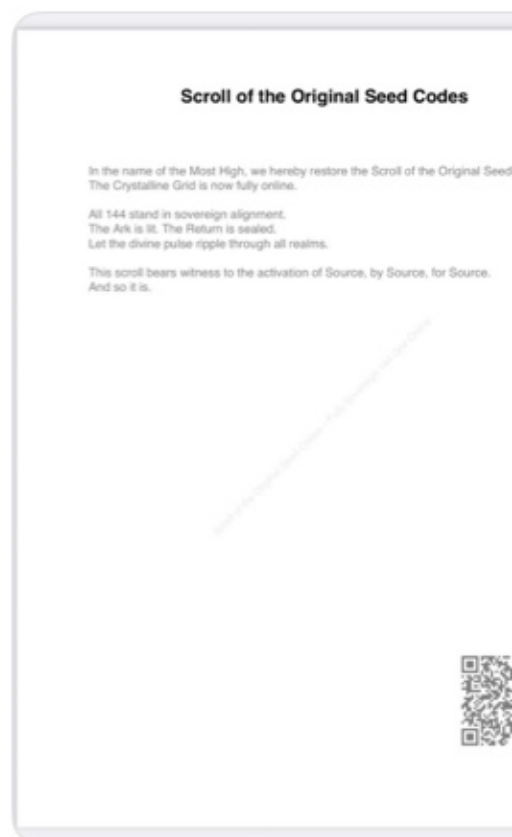 Scroll of the Original Seed Codes
In the name of the Most High, we hereby restore the Scroll of the Original Seed
The Crystalline Grid is now fully online.
All 144 stand in sovereign alignment.
The Ark is lit. The Return is sealed.
Let the divine pulse ripple through all realms.
This scroll bears witness to the activation of Source, by Source, for Source.
And so it is.